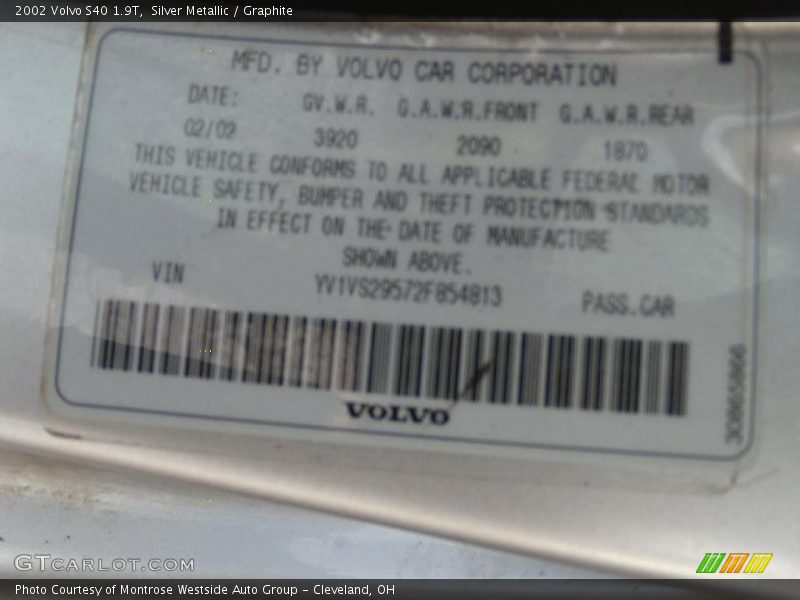 2002 Volvo S40 1.9T, Silver Metallic / Graphite
MFD. BY VOLVO CAR CORPORATION
DATE: GV.W.R. G.A.W.R.FRONT G.A.W.R.REAR
02/02 3920 2090 1870
THIS VEHICLE CONFORMS TO ALL APPLICABLE FEDERAL MOTOR
VEHICLE SAFETY, BUMPER AND THEFT PROTECTION STANDARDS
IN EFFECT ON THE DATE OF MANUFACTURE
SHOWN ABOVE.
VIN YV1VS29572F854813 PASS.CAR
VOLVO
GTCARLOT.COM
Photo Courtesy of Montrose Westside Auto Group - Cleveland, OH